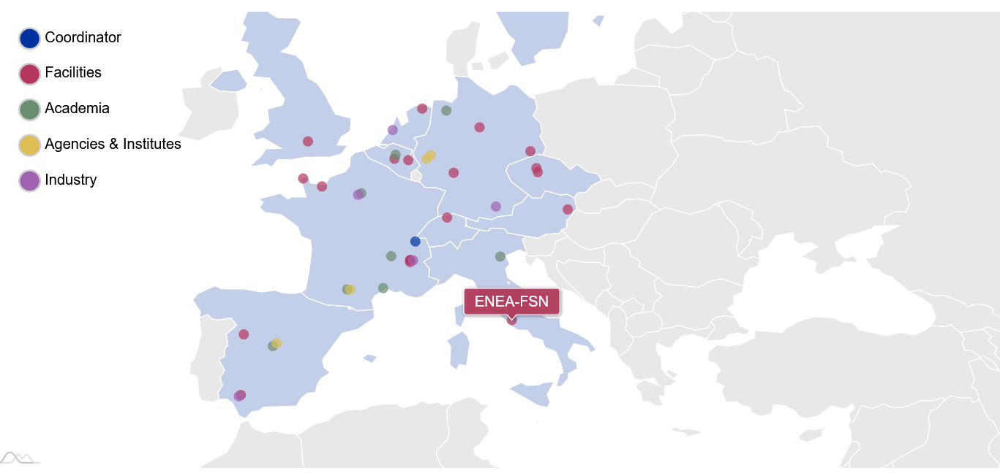 Coordinator
Facilities
Academia
Agencies & Institutes
Industry
ENEA-FSN